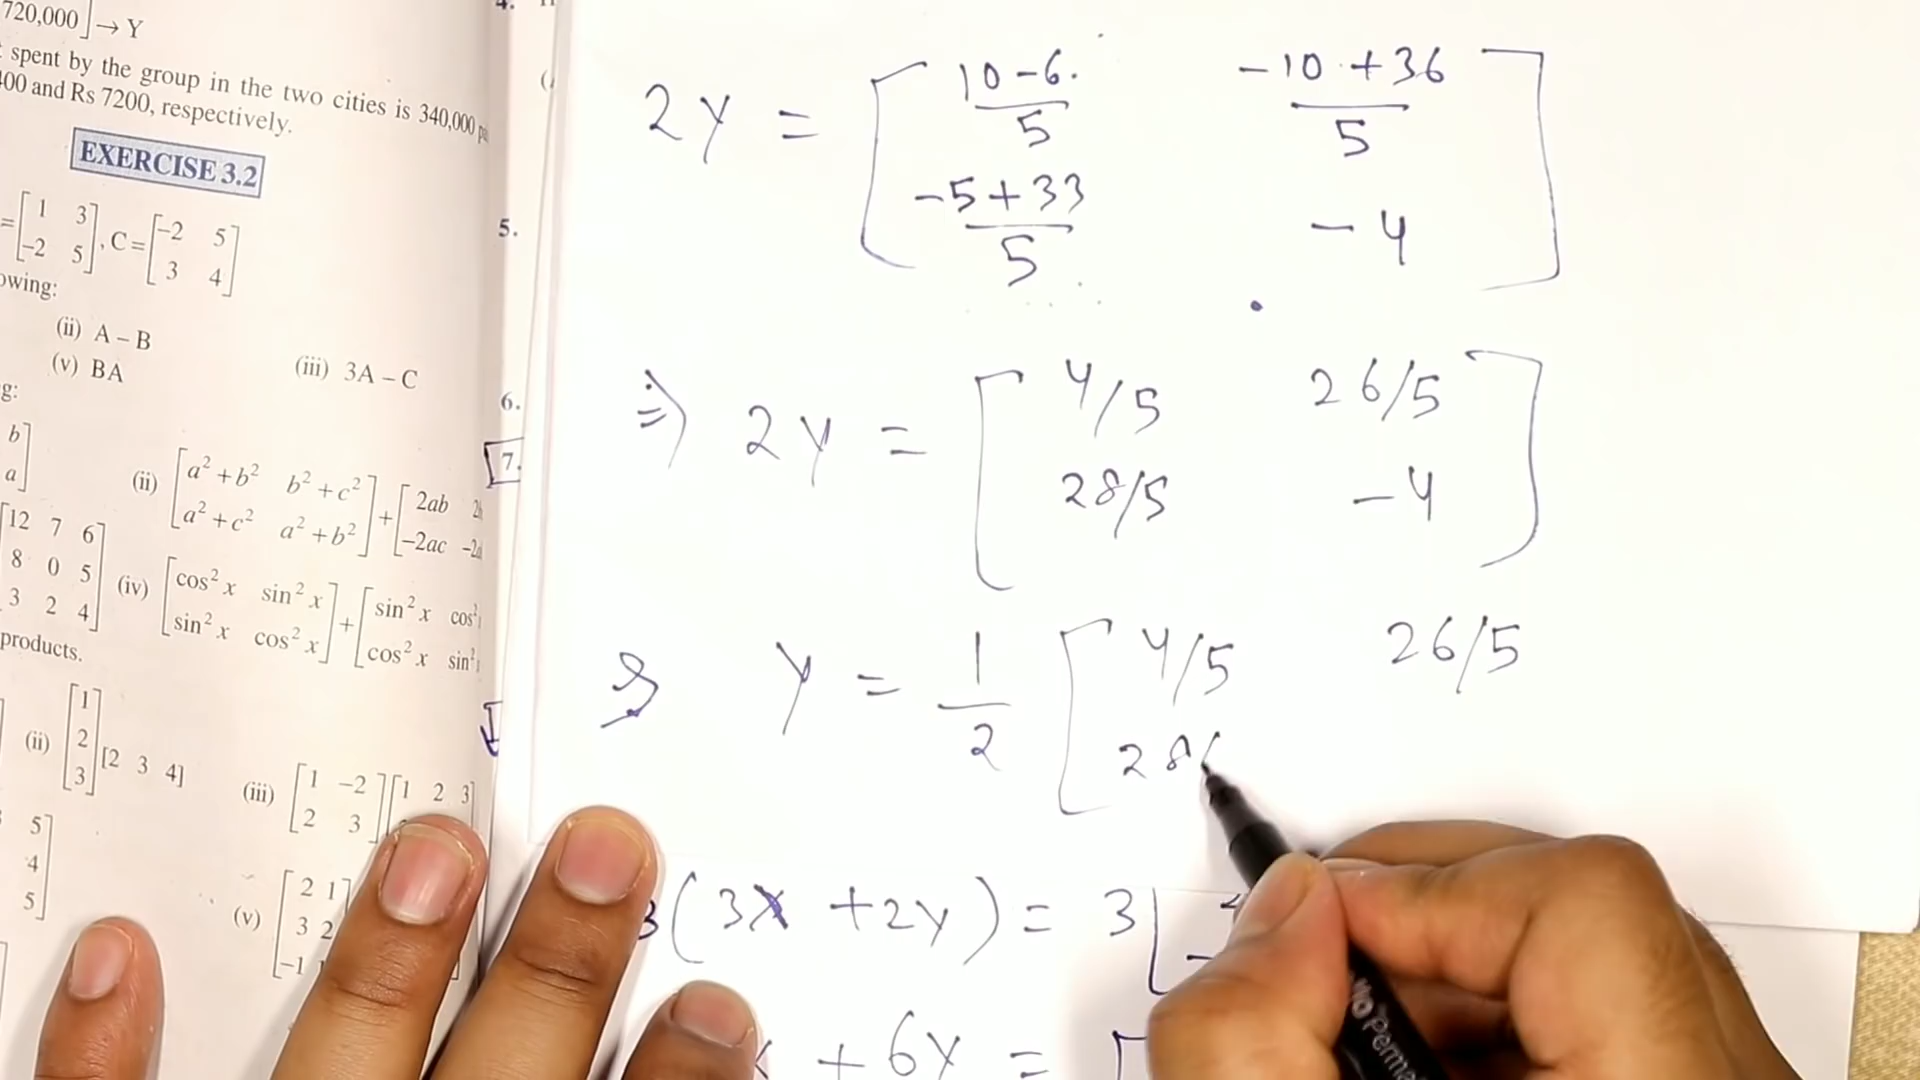 720,000] → Y
spent by the group in the two cities is 340,000
00 and Rs 7200, respectively.
EXERCISE 3.2
= [1 3; -2 5], C = [-2 5; 3 4]
owing:
(ii) A – B
(v) BA
(iii) 3A – C
g:
b
a
(ii) [a² + b² b² + c²; a² + c² a² + b²] + [2ab; -2ac]
12 7 6
8 0 5
3 2 4
(iv) [cos² x sin² x; sin² x cos² x] + [sin² x cos²; cos² x sin²]
products.
(ii) [1; 2; 3] [2 3 4]
(iii) [1 -2; 2 3] [1 2 3]
5
4
5
(v) [2 1; 3 2; -1
4.
5.
6.
7.
2Y = [10-6/5 -10+36/5; -5+33/5 -4]
⇒ 2Y = [4/5 26/5; 28/5 -4]
Y = 1/2 [4/5 26/5; 28/
3(3X + 2Y) = 3[
+ 6Y = [